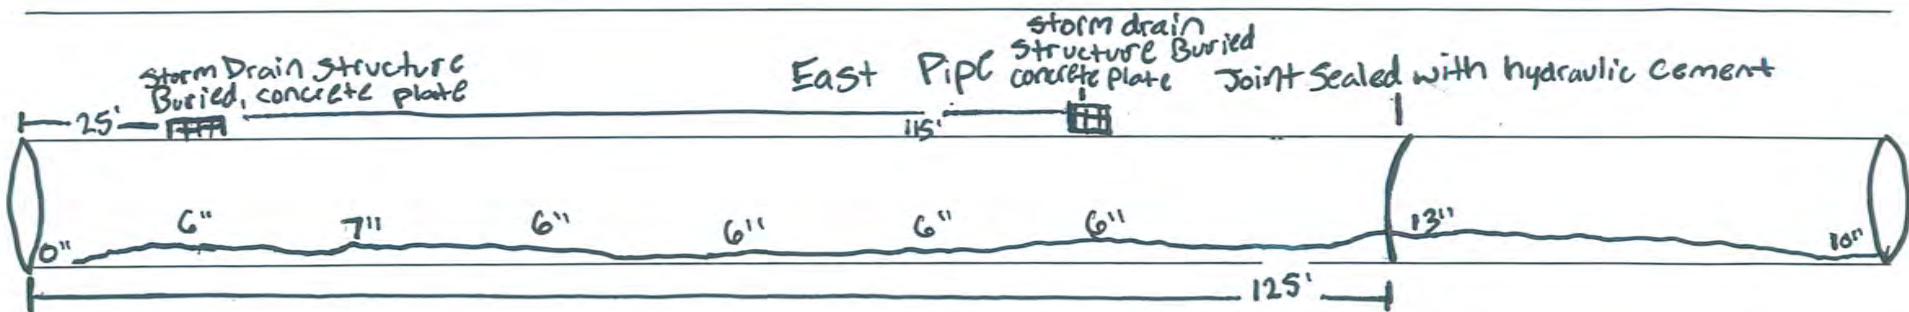 Storm Drain Structure
Buried, concrete plate
East Pipe
Storm drain
Structure Buried
concrete plate
Joint Sealed with hydraulic cement
25'
115'
0"
6"
7"
6"
6"
6"
6"
13"
10"
125'